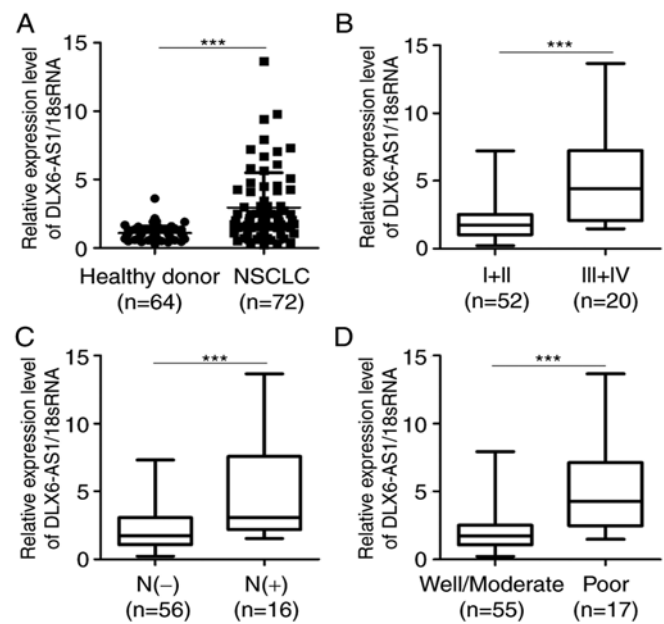 A
Relative expression level
of DLX6-AS1/18sRNA
15
10
5
0
***
Healthy donor
(n=64)
NSCLC
(n=72)
B
Relative expression level
of DLX6-AS1/18sRNA
15
10
5
0
***
I+II
(n=52)
III+IV
(n=20)
C
Relative expression level
of DLX6-AS1/18sRNA
15
10
5
0
***
N(−)
(n=56)
N(+)
(n=16)
D
Relative expression level
of DLX6-AS1/18sRNA
15
10
5
0
***
Well/Moderate
(n=55)
Poor
(n=17)